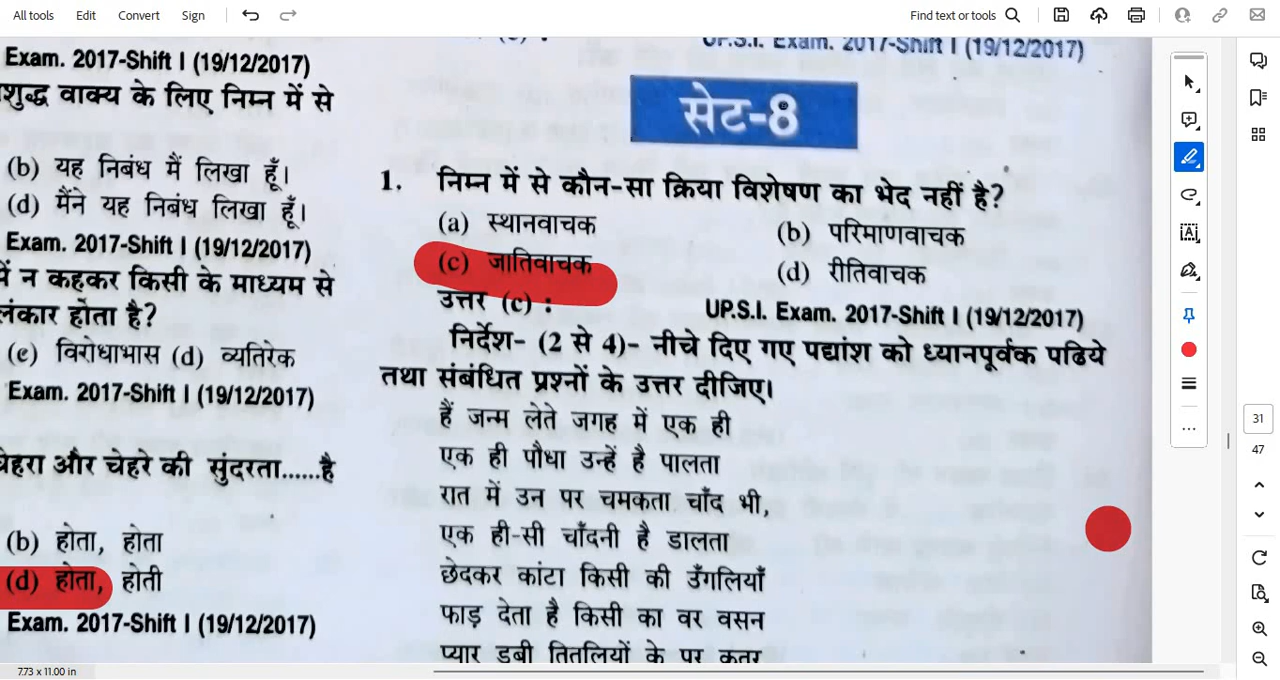 All tools Edit Convert Sign
Find text or tools
Exam. 2017-Shift I (19/12/2017)
शुद्ध वाक्य के लिए निम्न में से
(b) यह निबंध मैं लिखा हूँ।
(d) मैंने यह निबंध लिखा हूँ।
Exam. 2017-Shift I (19/12/2017)
में न कहकर किसी के माध्यम से
लंकार होता है?
(c) विरोधाभास (d) व्यतिरेक
Exam. 2017-Shift I (19/12/2017)
चेहरा और चेहरे की सुंदरता......है
(b) होता, होता
(d) होता, होती
Exam. 2017-Shift I (19/12/2017)
U.P.S.I. Exam. 2017-Shift I (19/12/2017)
सेट-8
1. निम्न में से कौन-सा क्रिया विशेषण का भेद नहीं है?
(a) स्थानवाचक (b) परिमाणवाचक
(c) जातिवाचक (d) रीतिवाचक
उत्तर (c) : U.P.S.I. Exam. 2017-Shift I (19/12/2017)
निर्देश- (2 से 4)- नीचे दिए गए पद्यांश को ध्यानपूर्वक पढिये
तथा संबंधित प्रश्नों के उत्तर दीजिए।
हैं जन्म लेते जगह में एक ही
एक ही पौधा उन्हें है पालता
रात में उन पर चमकता चाँद भी,
एक ही-सी चाँदनी है डालता
छेदकर कांटा किसी की उँगलियाँ
फाड़ देता है किसी का वर वसन
प्यार डूबी तितलियों के पर कतर
31
47
7.73 x 11.00 in